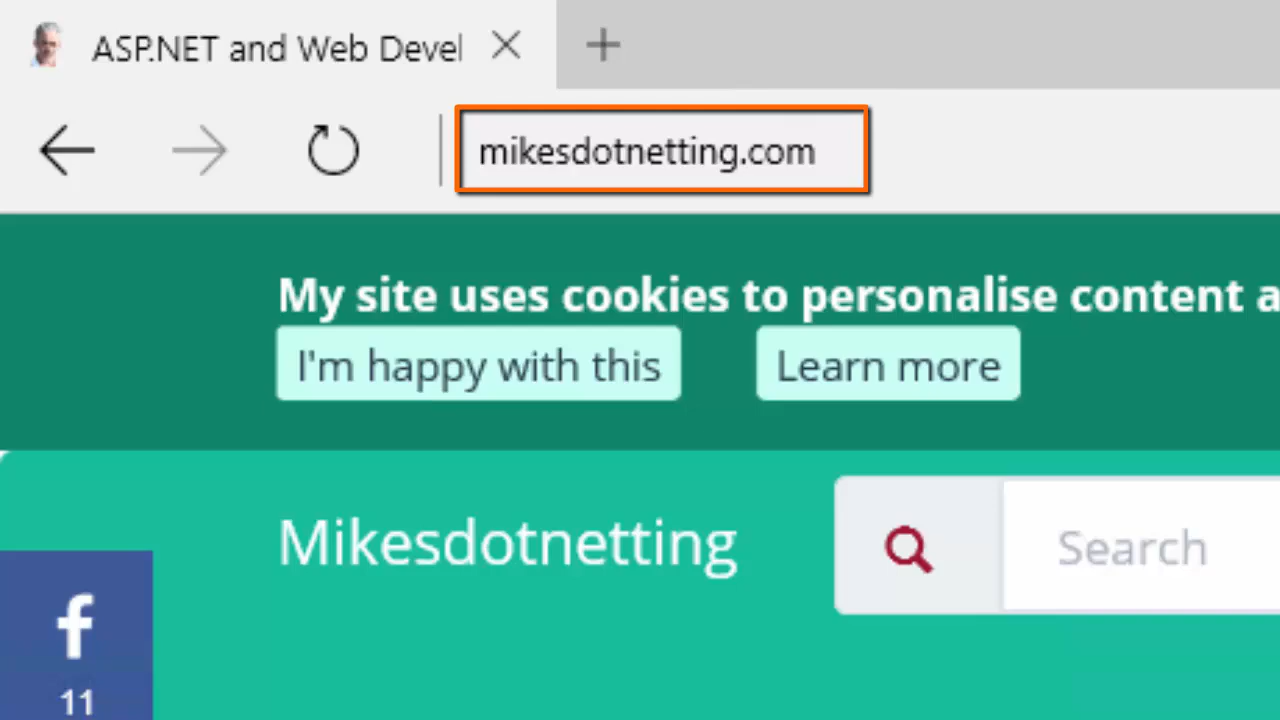 ASP.NET and Web Devel
mikesdotnetting.com
My site uses cookies to personalise content a
I'm happy with this
Learn more
Mikesdotnetting
Search
f
11